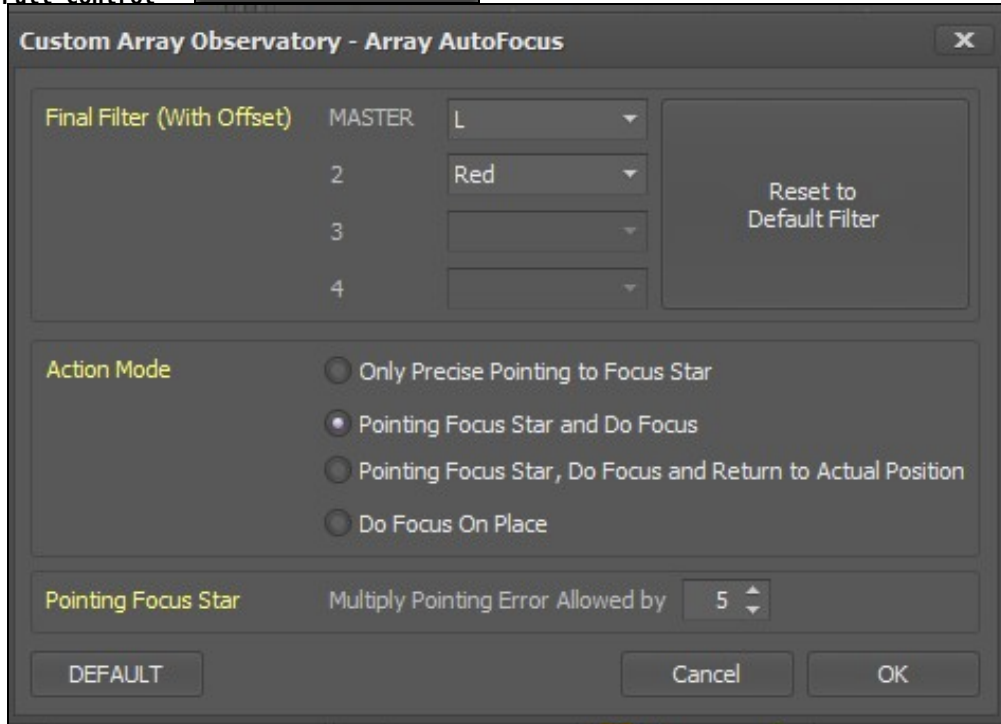 Custom Array Observatory - Array AutoFocus
Final Filter (With Offset) MASTER L
2 Red
3
4
Reset to
Default Filter
Action Mode
Only Precise Pointing to Focus Star
Pointing Focus Star and Do Focus
Pointing Focus Star, Do Focus and Return to Actual Position
Do Focus On Place
Pointing Focus Star Multiply Pointing Error Allowed by 5
DEFAULT Cancel OK